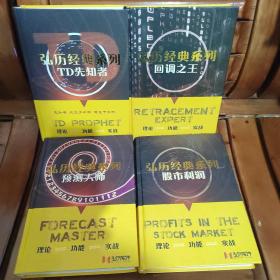 弘历经典系列
TD先知者
TD PROPHET
理论 功能 实战
弘历经典系列
回调之王
RETRACEMENT
EXPERT
理论 功能 实战
弘历经典系列
预测大师
FORECAST
MASTER
理论 功能 实战
弘历经典系列
股市利润
PROFITS IN THE
STOCK MARKET
理论 功能 实战